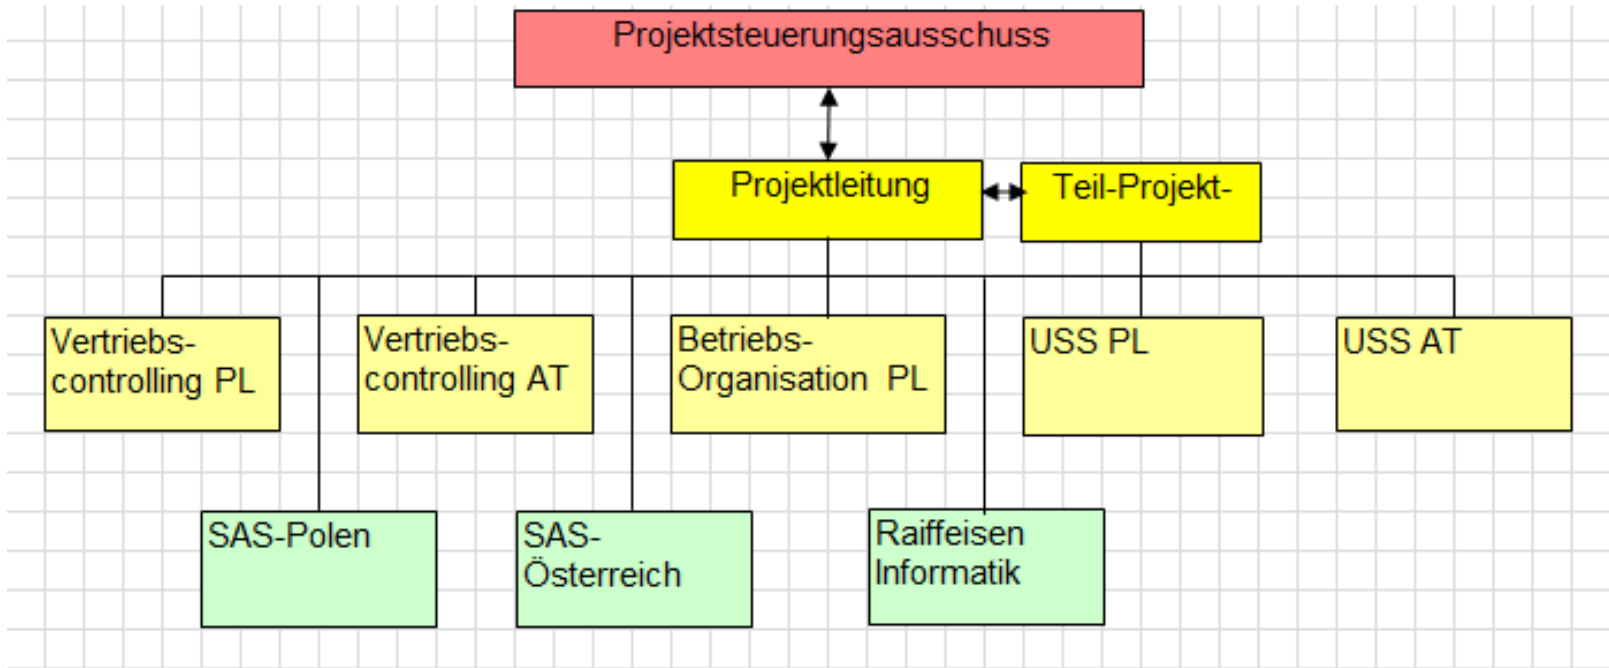 Projektsteuerungsausschuss
Projektleitung
Teil-Projekt-
Vertriebs-
controlling PL
Vertriebs-
controlling AT
Betriebs-
Organisation  PL
USS PL
USS AT
SAS-Polen
SAS-
Österreich
Raiffeisen
Informatik